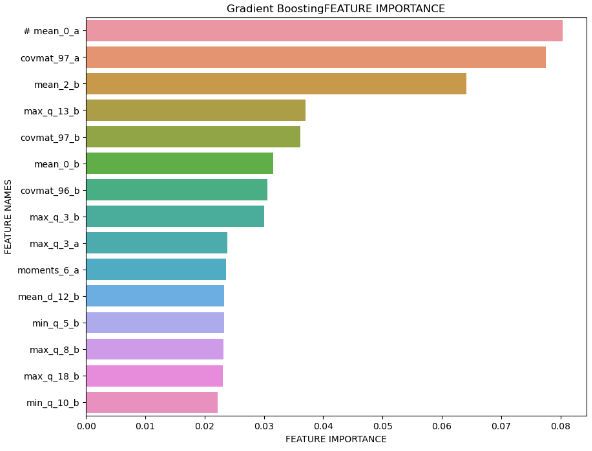 Gradient BoostingFEATURE IMPORTANCE
# mean_0_a
covmat_97_a
mean_2_b
max_q_13_b
covmat_97_b
mean_0_b
covmat_96_b
max_q_3_b
max_q_3_a
moments_6_a
mean_d_12_b
min_q_5_b
max_q_8_b
max_q_18_b
min_q_10_b
FEATURE NAMES
0.00 0.01 0.02 0.03 0.04 0.05 0.06 0.07 0.08
FEATURE IMPORTANCE